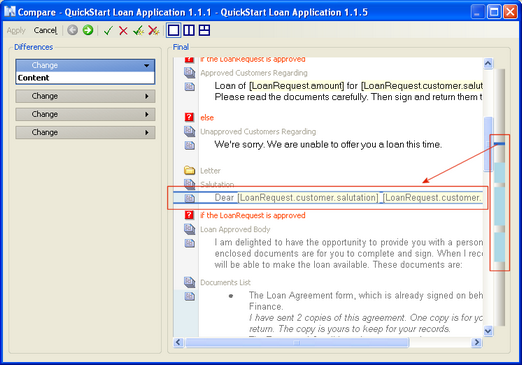 Compare - QuickStart Loan Application 1.1.1 - QuickStart Loan Application 1.1.5
Apply Cancel
Differences
Change
Content
Change
Change
Change
Final
if the LoanRequest is approved
Approved Customers Regarding
Loan of [LoanRequest.amount] for [LoanRequest.customer.salut
Please read the documents carefully. Then sign and return them t
else
Unapproved Customers Regarding
We're sorry. We are unable to offer you a loan this time.
Letter
Salutation
Dear [LoanRequest.customer.salutation] [LoanRequest.customer.
if the LoanRequest is approved
Loan Approved Body
I am delighted to have the opportunity to provide you with a person
enclosed documents are for you to complete and sign. When I rece
will be able to make the loan available. These documents are:
Documents List
• The Loan Agreement form, which is already signed on beh
Finance.
I have sent 2 copies of this agreement. One copy is for yo
return. The copy is yours to keep for your records.